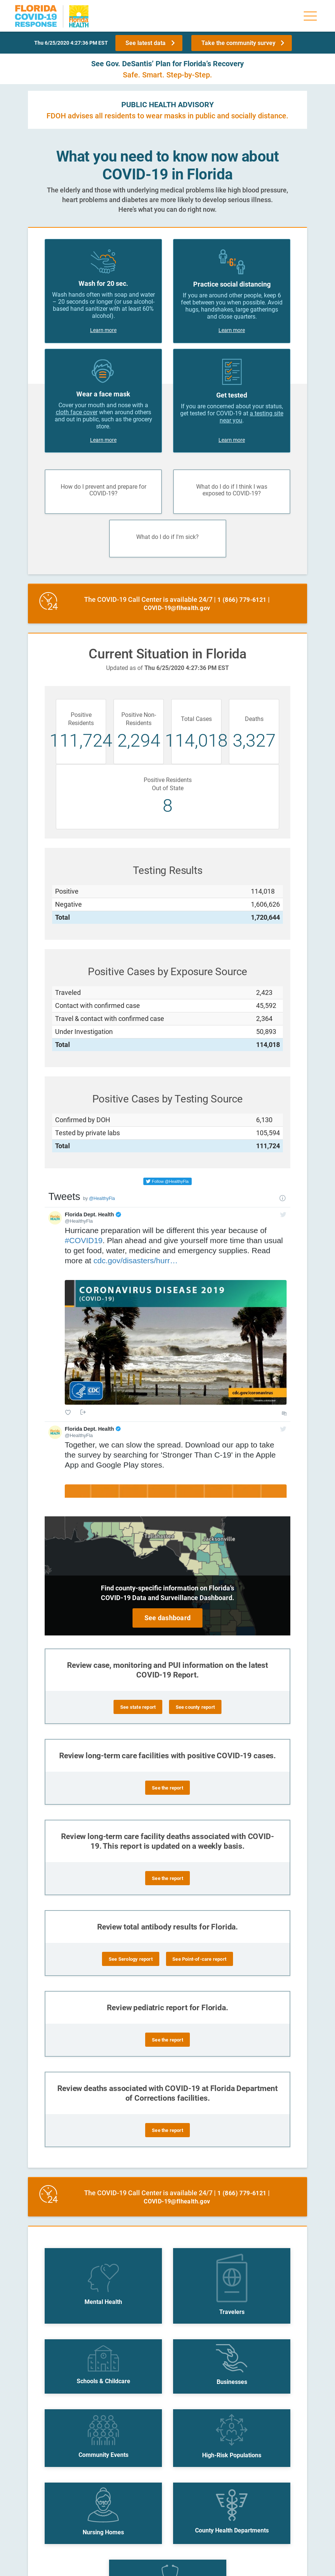 FLORIDA
COVID-19
RESPONSE
Florida
HEALTH
Thu 6/25/2020 4:27:36 PM EST
See latest data
Take the community survey
See Gov. DeSantis' Plan for Florida's Recovery
Safe. Smart. Step-by-Step.
PUBLIC HEALTH ADVISORY
FDOH advises all residents to wear masks in public and socially distance.
What you need to know now about
COVID-19 in Florida
The elderly and those with underlying medical problems like high blood pressure,
heart problems and diabetes are more likely to develop serious illness.
Here's what you can do right now.
Wash for 20 sec.
Wash hands often with soap and water
– 20 seconds or longer (or use alcohol-
based hand sanitizer with at least 60%
alcohol).
Learn more
6'
Practice social distancing
If you are around other people, keep 6
feet between you when possible. Avoid
hugs, handshakes, large gatherings
and close quarters.
Learn more
Wear a face mask
Cover your mouth and nose with a
cloth face cover when around others
and out in public, such as the grocery
store.
Learn more
Get tested
If you are concerned about your status,
get tested for COVID-19 at a testing site
near you.
Learn more
How do I prevent and prepare for
COVID-19?
What do I do if I think I was
exposed to COVID-19?
What do I do if I'm sick?
24
The COVID-19 Call Center is available 24/7 | 1 (866) 779-6121 |
COVID-19@flhealth.gov
Current Situation in Florida
Updated as of Thu 6/25/2020 4:27:36 PM EST
Positive
Residents
111,724
Positive Non-
Residents
2,294
Total Cases
114,018
Deaths
3,327
Positive Residents
Out of State
8
Testing Results
Positive 114,018
Negative 1,606,626
Total 1,720,644
Positive Cases by Exposure Source
Traveled 2,423
Contact with confirmed case 45,592
Travel & contact with confirmed case 2,364
Under Investigation 50,893
Total 114,018
Positive Cases by Testing Source
Confirmed by DOH 6,130
Tested by private labs 105,594
Total 111,724
Follow @HealthyFla
Tweets by @HealthyFla
Florida Dept. Health
@HealthyFla
Hurricane preparation will be different this year because of
#COVID19. Plan ahead and give yourself more time than usual
to get food, water, medicine and emergency supplies. Read
more at cdc.gov/disasters/hurr…
CORONAVIRUS DISEASE 2019
(COVID-19)
CDC
cdc.gov/coronavirus
Florida Dept. Health
@HealthyFla
Together, we can slow the spread. Download our app to take
the survey by searching for 'Stronger Than C-19' in the Apple
App and Google Play stores.
Tallahassee
Jacksonville
Find county-specific information on Florida's
COVID-19 Data and Surveillance Dashboard.
See dashboard
Review case, monitoring and PUI information on the latest
COVID-19 Report.
See state report
See county report
Review long-term care facilities with positive COVID-19 cases.
See the report
Review long-term care facility deaths associated with COVID-
19. This report is updated on a weekly basis.
See the report
Review total antibody results for Florida.
See Serology report
See Point-of-care report
Review pediatric report for Florida.
See the report
Review deaths associated with COVID-19 at Florida Department
of Corrections facilities.
See the report
24
The COVID-19 Call Center is available 24/7 | 1 (866) 779-6121 |
COVID-19@flhealth.gov
Mental Health
Travelers
Schools & Childcare
Businesses
Community Events
High-Risk Populations
Nursing Homes
County Health Departments